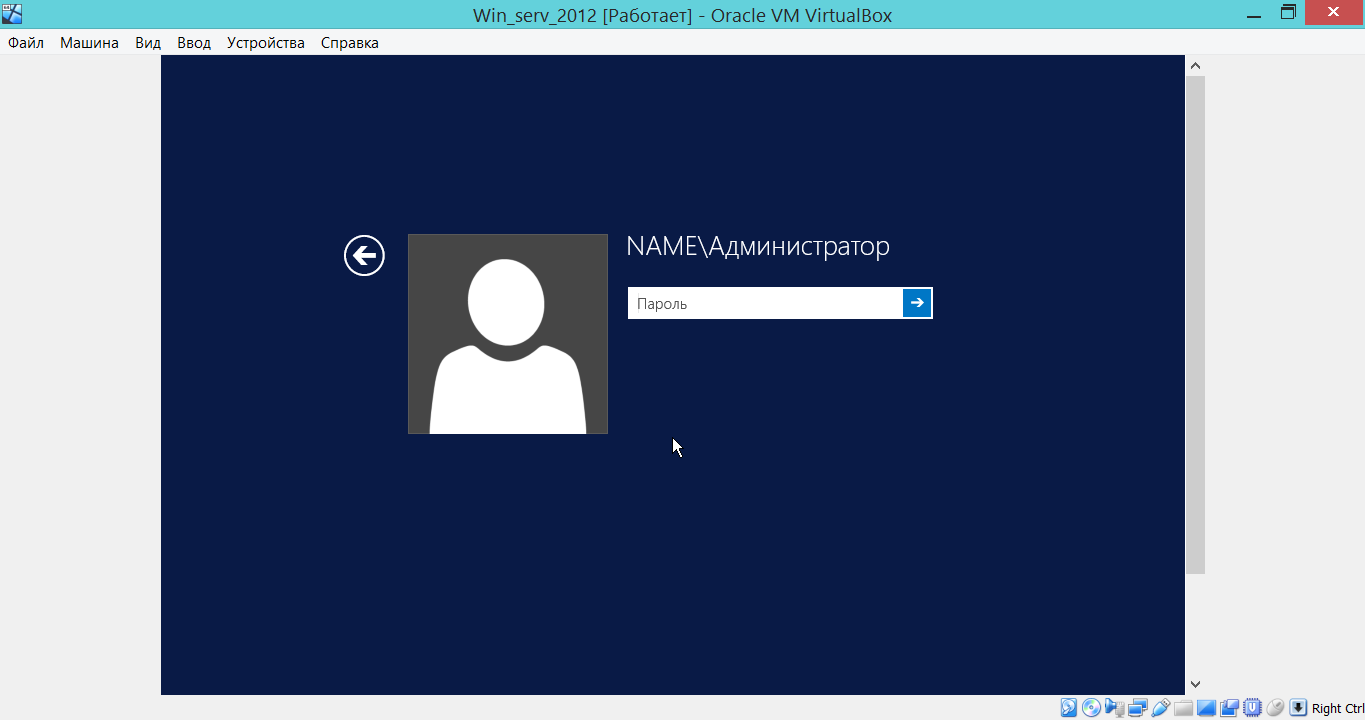 Win_serv_2012 [Работает] - Oracle VM VirtualBox
Файл Машина Вид Ввод Устройства Справка
NAME\Администратор
Пароль
Right Ctrl